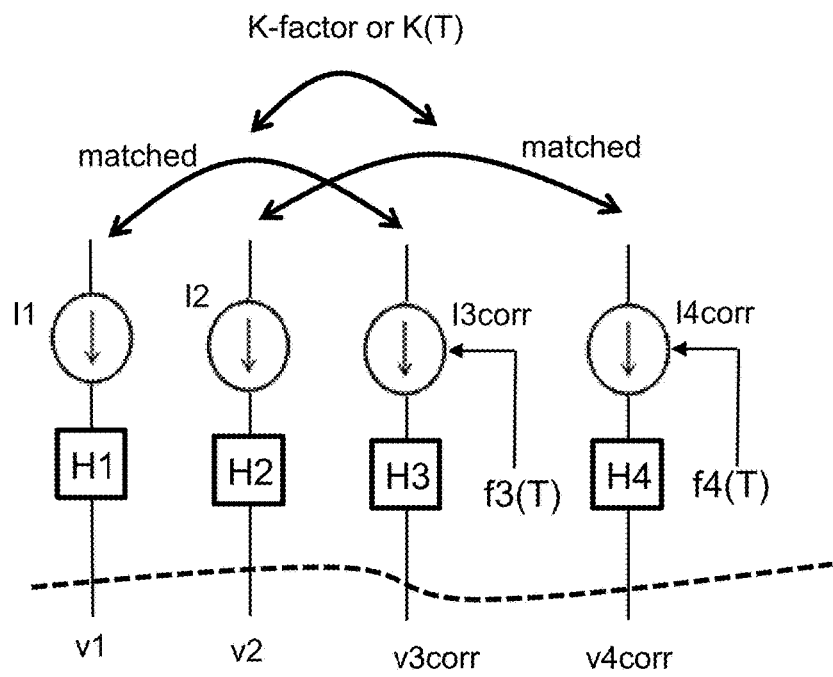 K-factor or K(T)
matched
matched
I1
I2
I3corr
I4corr
H1
H2
H3
H4
f3(T)
f4(T)
v1
v2
v3corr
v4corr